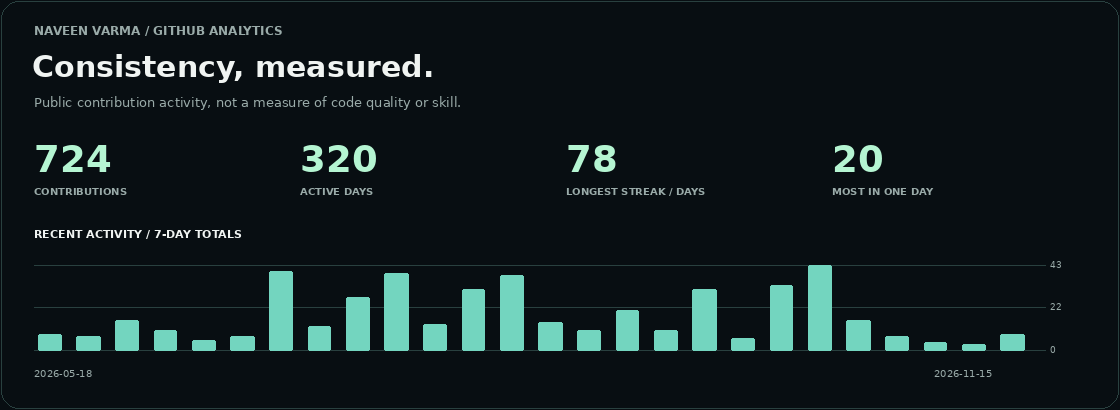 NAVEEN VARMA / GITHUB ANALYTICS
Consistency, measured.
Public contribution activity, not a measure of code quality or skill.
724
CONTRIBUTIONS
320
ACTIVE DAYS
78
LONGEST STREAK / DAYS
20
MOST IN ONE DAY
RECENT ACTIVITY / 7-DAY TOTALS
43
22
0
2026-05-18
2026-11-15